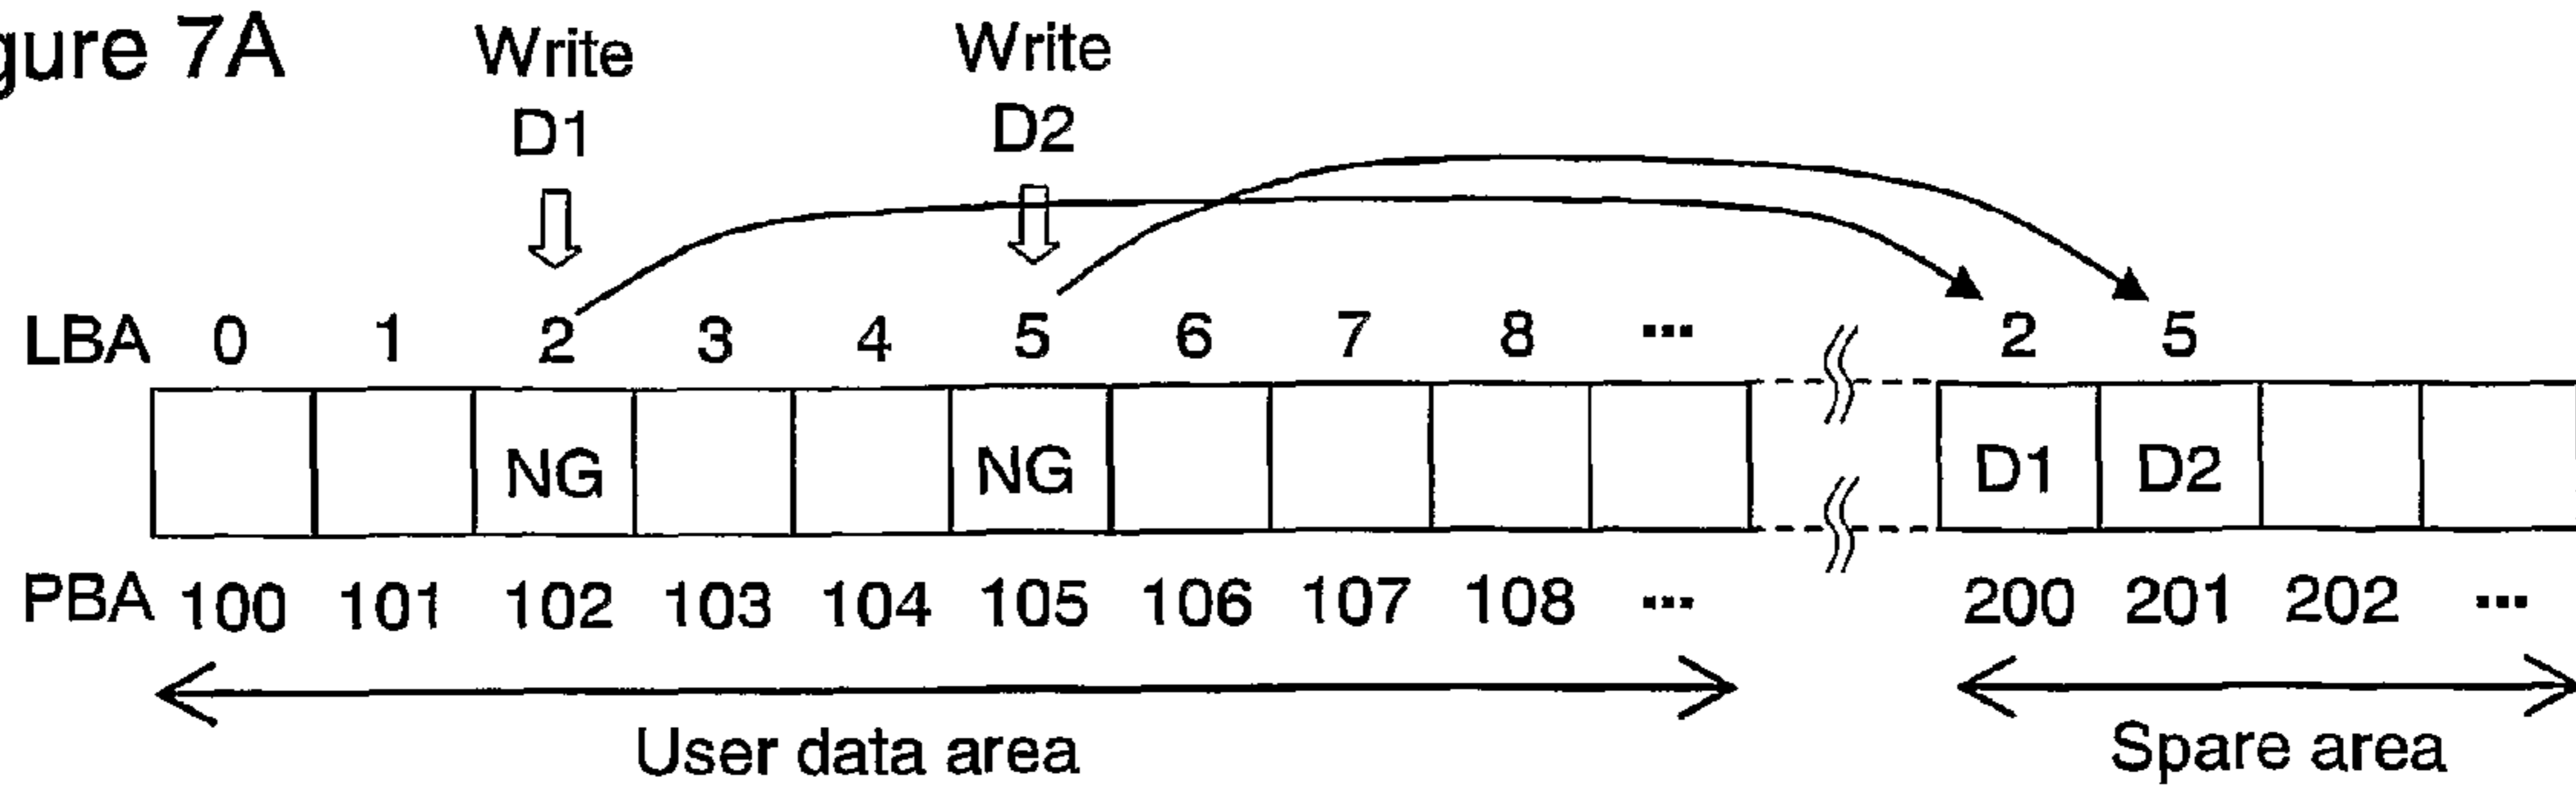 gure 7A
Write
D1
Write
D2
LBA 0 1 2 3 4 5 6 7 8 ... 2 5
NG NG D1 D2
PBA 100 101 102 103 104 105 106 107 108 ... 200 201 202 ...
User data area Spare area